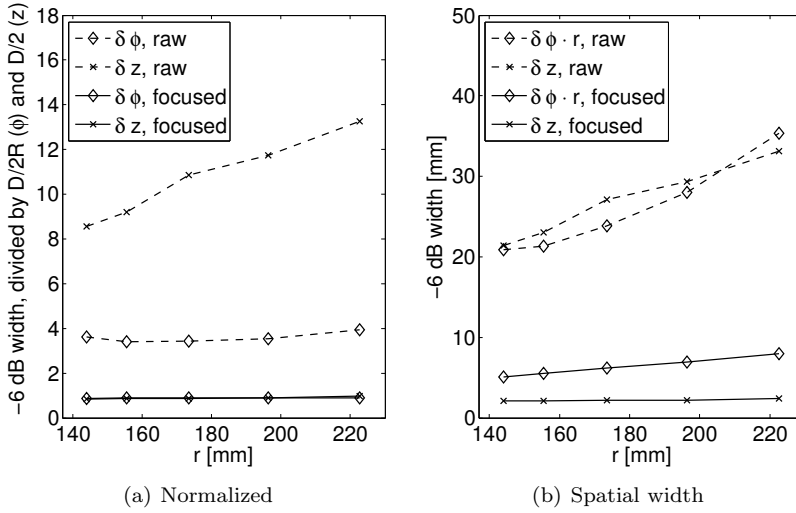 −6 dB width, divided by D/2R (ϕ) and D/2 (z)
18
16
14
12
10
8
6
4
2
0
δ ϕ, raw
δ z, raw
δ ϕ, focused
δ z, focused
140 160 180 200 220
r [mm]
(a) Normalized
−6 dB width [mm]
50
40
30
20
10
0
δ ϕ ⋅ r, raw
δ z, raw
δ ϕ ⋅ r, focused
δ z, focused
140 160 180 200 220
r [mm]
(b) Spatial width